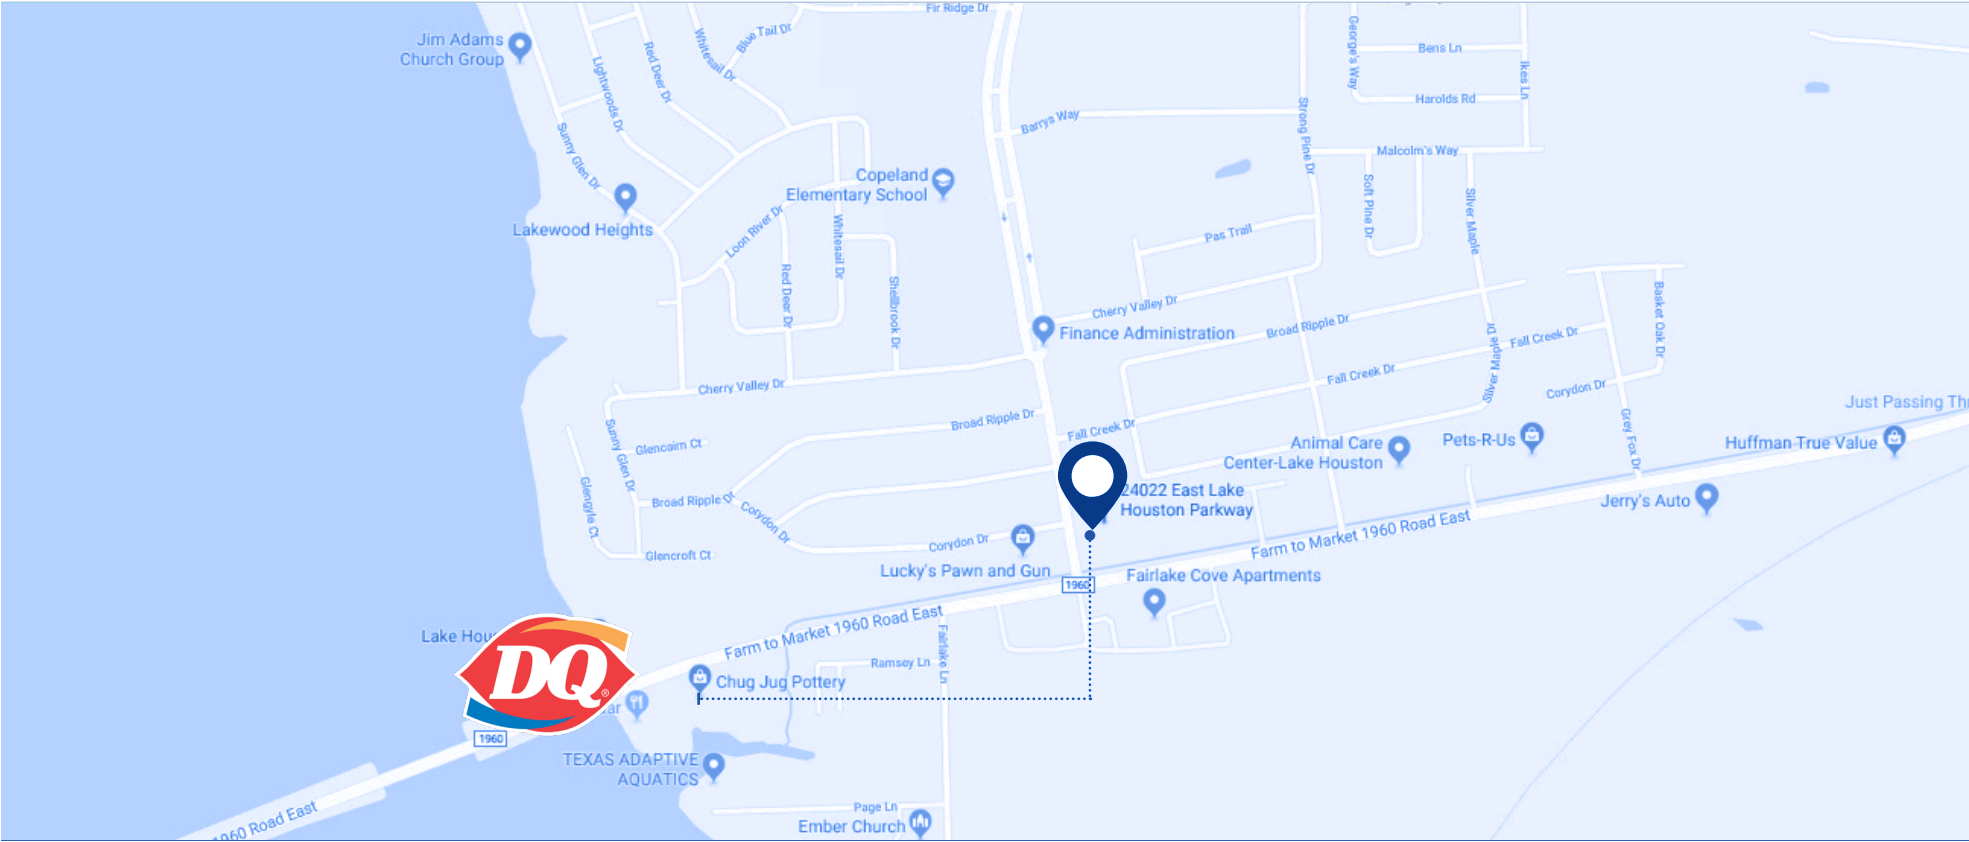 Fir Ridge Dr
Jim Adams
Church Group
Blue Tail Dr
Whitesail Dr
Red Deer Dr
Lightwoods Dr
George's Way
Bens Ln
Ikes Ln
Harolds Rd
Strong Pine Dr
Barrys Way
Malcolm's Way
Sunny Glen Dr
Copeland
Elementary School
Soft Pine Dr
Silver Maple
Lakewood Heights
Loon River Dr
Whitesail Dr
Pas Trail
Red Deer Dr
Shellbrook Dr
Cherry Valley Dr
Finance Administration
Broad Ripple Dr
Basket Oak Dr
Silver Maple Dr
Fall Creek Dr
Fall Creek Dr
Cherry Valley Dr
Corydon Dr
Just Passing Thr
Broad Ripple Dr
Fall Creek Dr
Sunny Glen Dr
Glencairn Ct
Grey Fox Dr
Animal Care
Center-Lake Houston
Pets-R-Us
Huffman True Value
24022 East Lake
Houston Parkway
Glengyle Ct
Broad Ripple Dr
Corydon Dr
Jerry's Auto
Farm to Market 1960 Road East
Corydon Dr
Glencroft Ct
Lucky's Pawn and Gun
1960
Fairlake Cove Apartments
Lake Hou
Farm to Market 1960 Road East
Fairlake Ln
DQ®
Ramsey Ln
Chug Jug Pottery
ar
1960
TEXAS ADAPTIVE
AQUATICS
Page Ln
Ember Church
1960 Road East